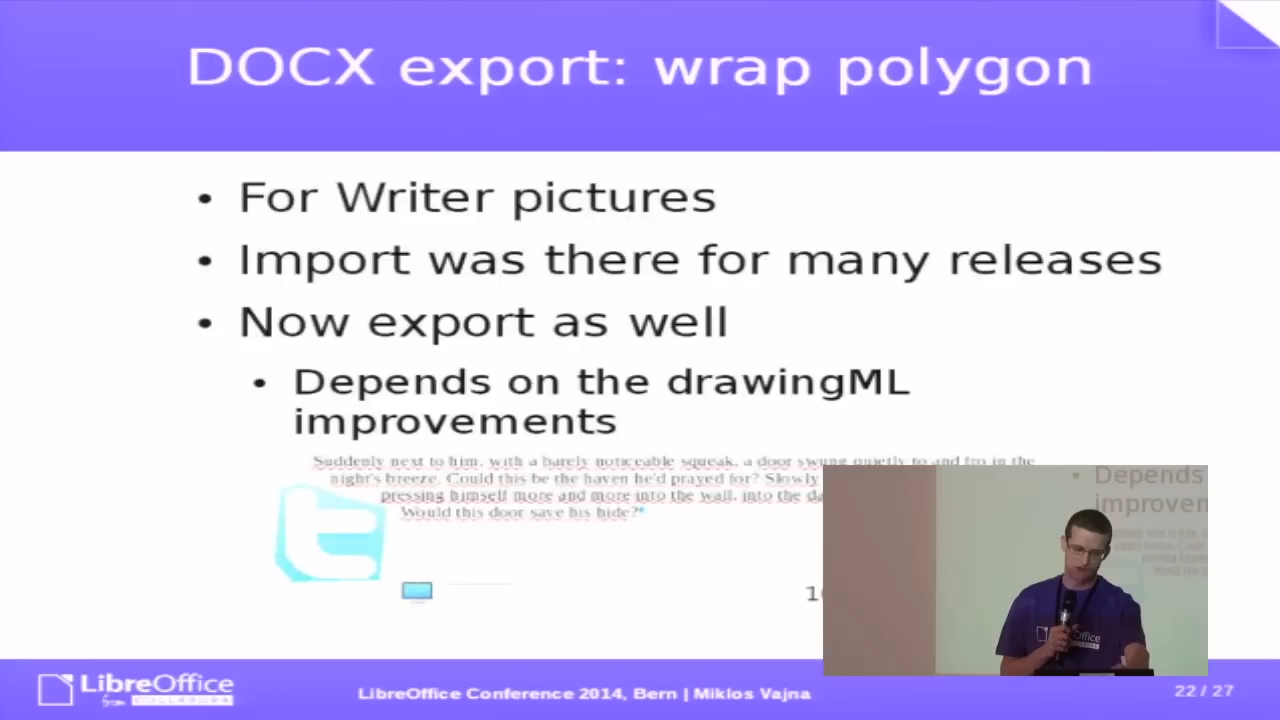 DOCX export: wrap polygon
• For Writer pictures
• Import was there for many releases
• Now export as well
• Depends on the drawingML
improvements
Suddenly next to him, with a barely noticeable squeak, a door swung quietly to and fro in the
night's breeze. Could this be the haven he'd prayed for? Slowly
pressing himself more and more into the wall, into the
Would this door save his hide?
• Depends
improvem
Office
LibreOffice
from COLLABORA
LibreOffice Conference 2014, Bern | Miklos Vajna
22 / 27